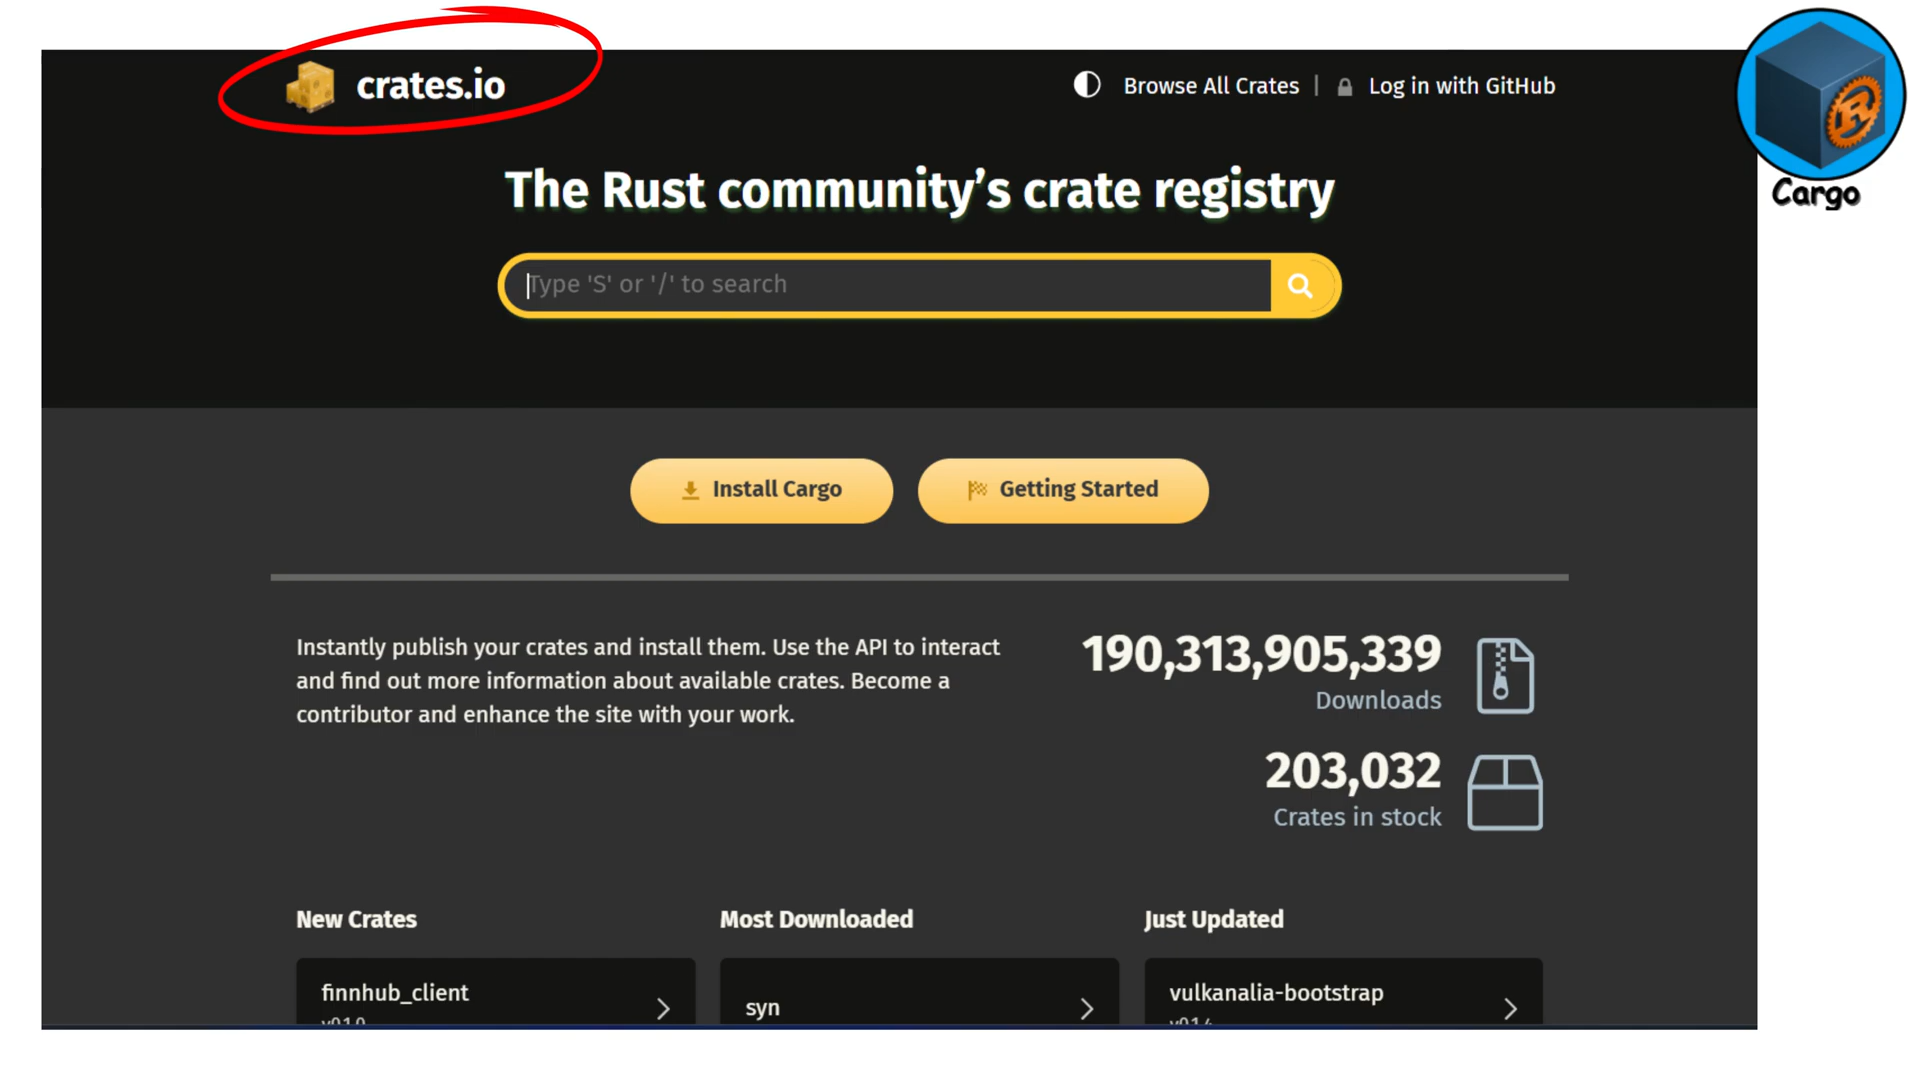 crates.io
Browse All Crates | Log in with GitHub
Cargo
The Rust community's crate registry
Type 'S' or '/' to search
Install Cargo
Getting Started
Instantly publish your crates and install them. Use the API to interact
and find out more information about available crates. Become a
contributor and enhance the site with your work.
190,313,905,339
Downloads
203,032
Crates in stock
New Crates
Most Downloaded
Just Updated
finnhub_client
syn
vulkanalia-bootstrap